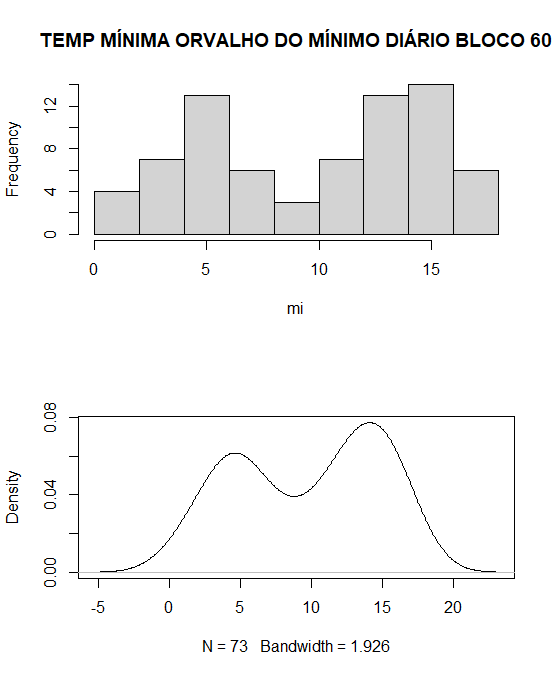 TEMP MÍNIMA ORVALHO DO MÍNIMO DIÁRIO BLOCO 60
Frequency
12
8
4
0
0 5 10 15
mi
Density
0.08
0.04
0.00
-5 0 5 10 15 20
N = 73 Bandwidth = 1.926